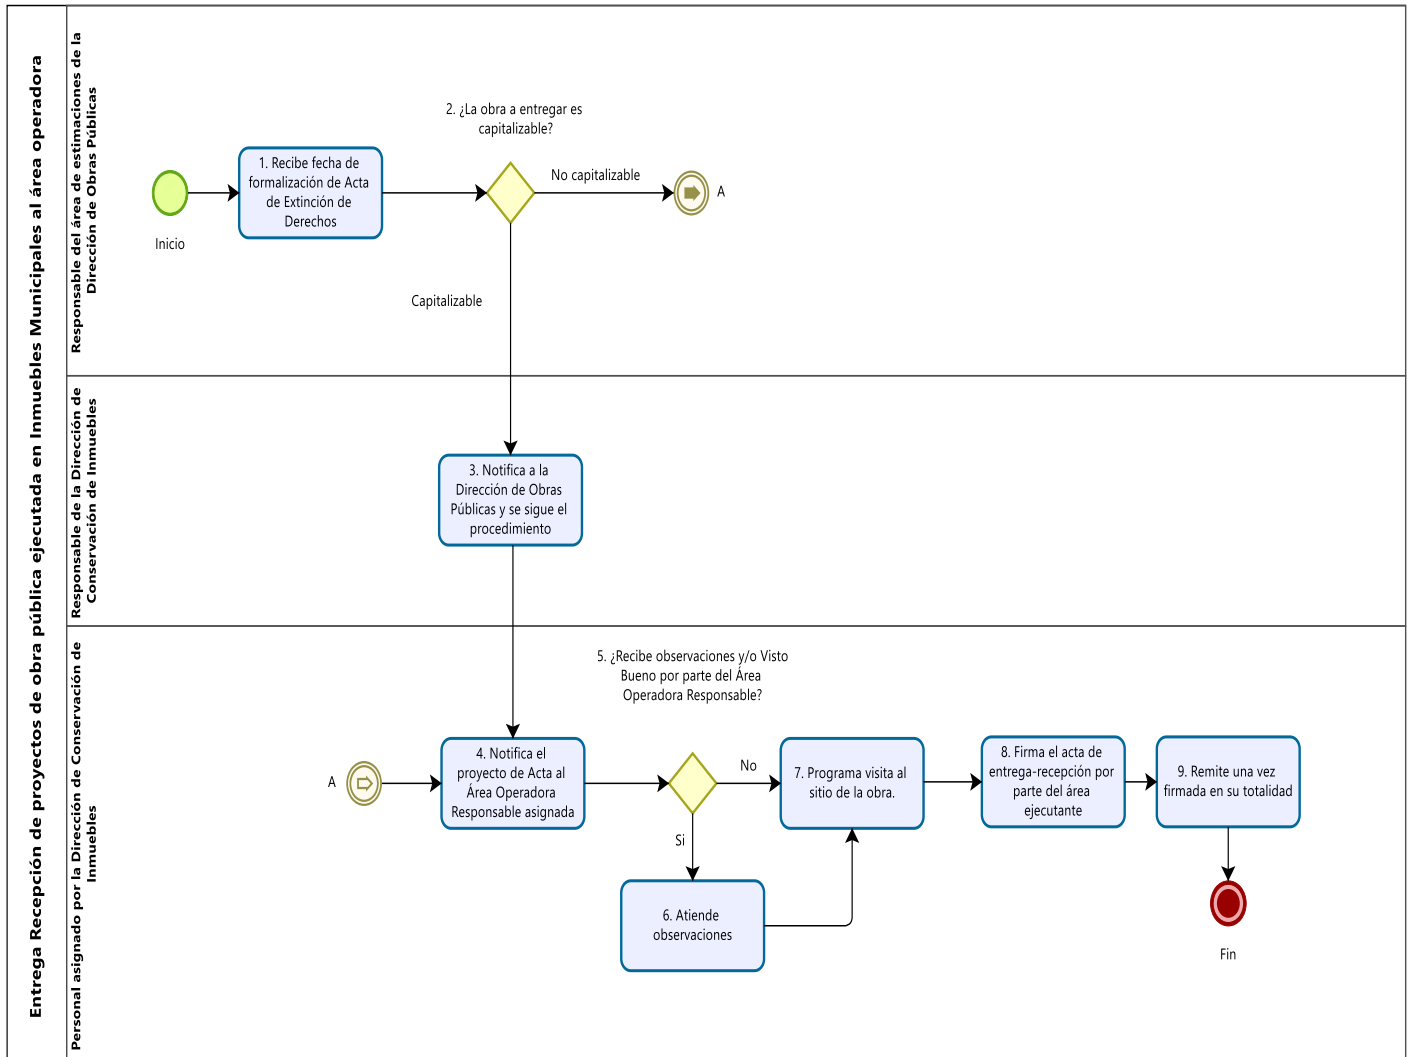 Entrega Recepción de proyectos de obra pública ejecutada en Inmuebles Municipales al área operadora
Responsable del área de estimaciones de la
Dirección de Obras Públicas
2. ¿La obra a entregar es
capitalizable?
1. Recibe fecha de
formalización de Acta
de Extinción de
Derechos
No capitalizable
A
Inicio
Capitalizable
Responsable de la Dirección de
Conservación de Inmuebles
3. Notifica a la
Dirección de Obras
Públicas y se sigue el
procedimiento
Personal asignado por la Dirección de Conservación de
Inmuebles
5. ¿Recibe observaciones y/o Visto
Bueno por parte del Área
Operadora Responsable?
A
4. Notifica el
proyecto de Acta al
Área Operadora
Responsable asignada
No
7. Programa visita al
sitio de la obra.
8. Firma el acta de
entrega-recepción por
parte del área
ejecutante
9. Remite una vez
firmada en su totalidad
Si
6. Atiende
observaciones
Fin